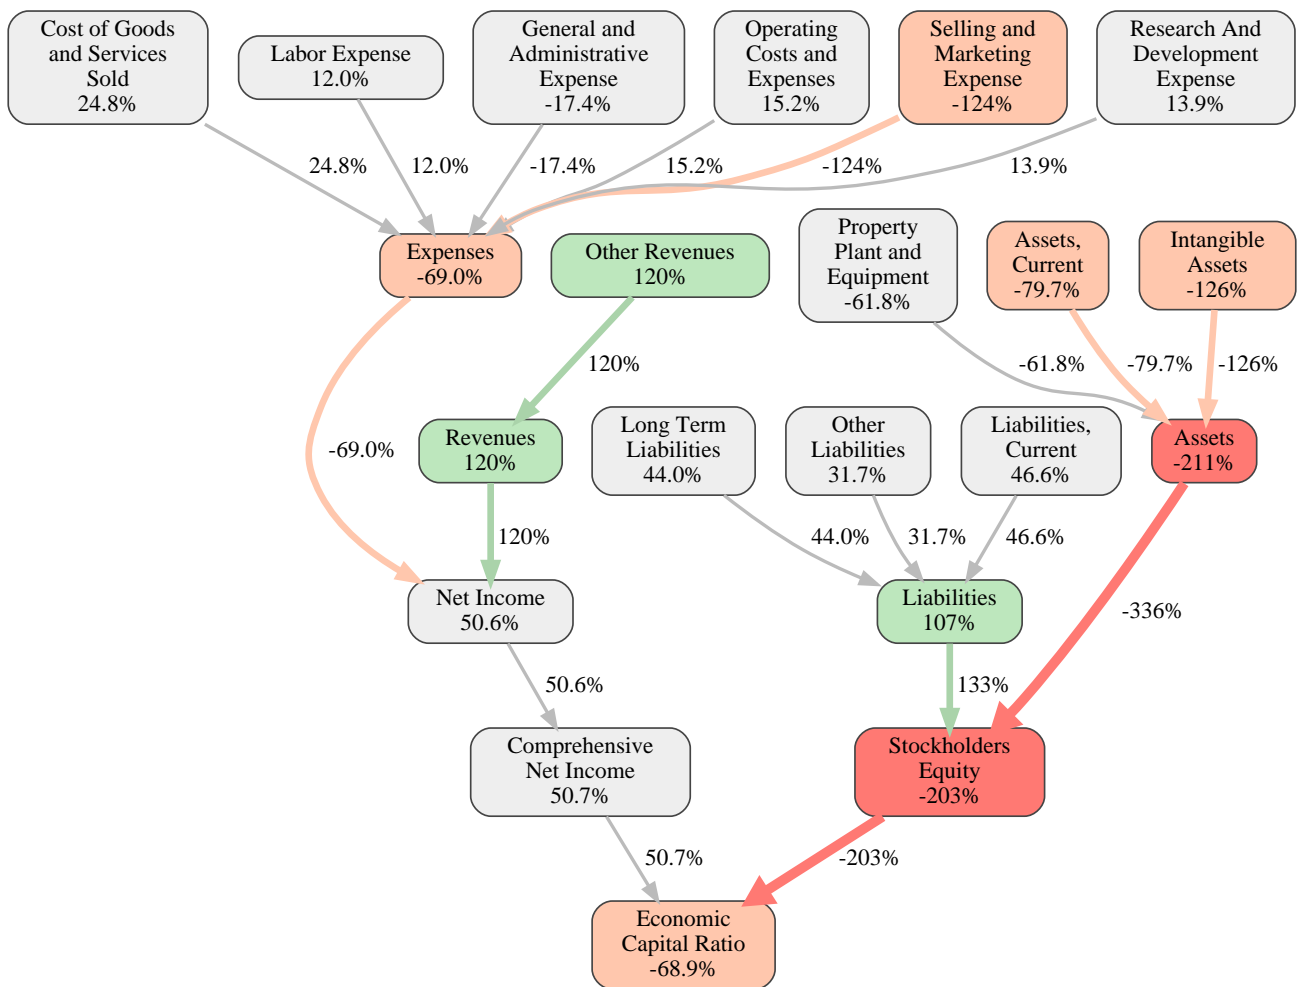 Cost of Goods
and Services
Sold
24.8%
Labor Expense
12.0%
General and
Administrative
Expense
-17.4%
Operating
Costs and
Expenses
15.2%
Selling and
Marketing
Expense
-124%
Research And
Development
Expense
13.9%
24.8%
12.0%
-17.4%
15.2%
-124%
13.9%
Expenses
-69.0%
Other Revenues
120%
Property
Plant and
Equipment
-61.8%
Assets,
Current
-79.7%
Intangible
Assets
-126%
120%
-61.8%
-79.7%
-126%
-69.0%
Revenues
120%
Long Term
Liabilities
44.0%
Other
Liabilities
31.7%
Liabilities,
Current
46.6%
Assets
-211%
120%
44.0%
31.7%
46.6%
Net Income
50.6%
Liabilities
107%
-336%
50.6%
133%
Comprehensive
Net Income
50.7%
Stockholders
Equity
-203%
50.7%
-203%
Economic
Capital Ratio
-68.9%